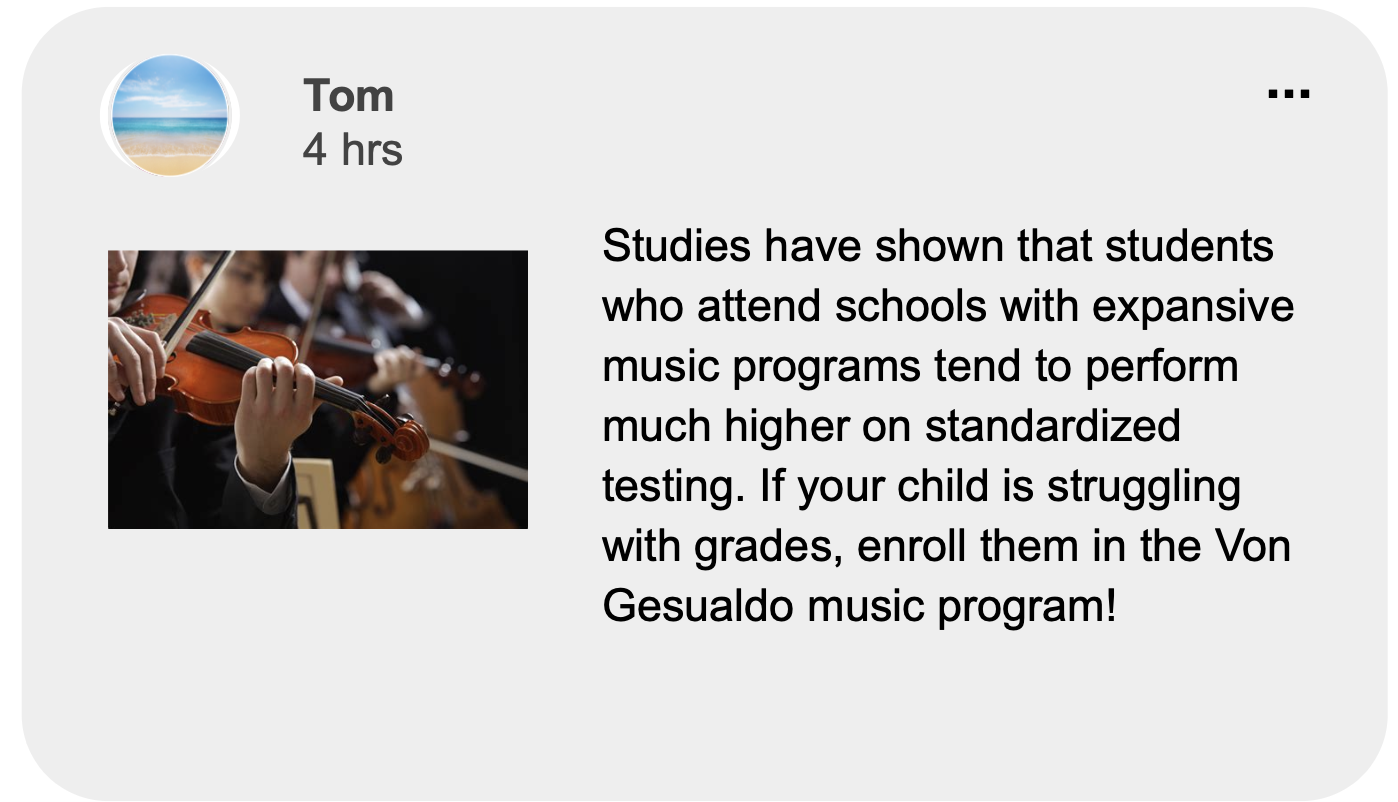 Tom
4 hrs
...
Studies have shown that students
who attend schools with expansive
music programs tend to perform
much higher on standardized
testing. If your child is struggling
with grades, enroll them in the Von
Gesualdo music program!